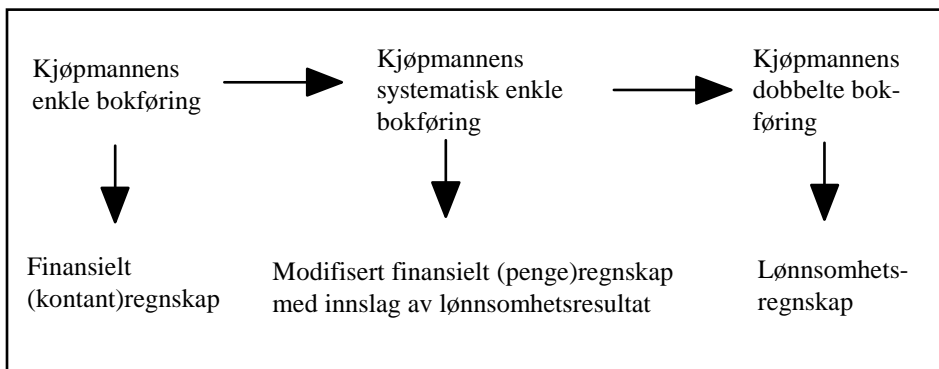 Kjøpmannens
enkle bokføring
Kjøpmannens
systematisk enkle
bokføring
Kjøpmannens
dobbelte bok-
føring
Finansielt
(kontant)regnskap
Modifisert finansielt (penge)regnskap
med innslag av lønnsomhetsresultat
Lønnsomhets-
regnskap